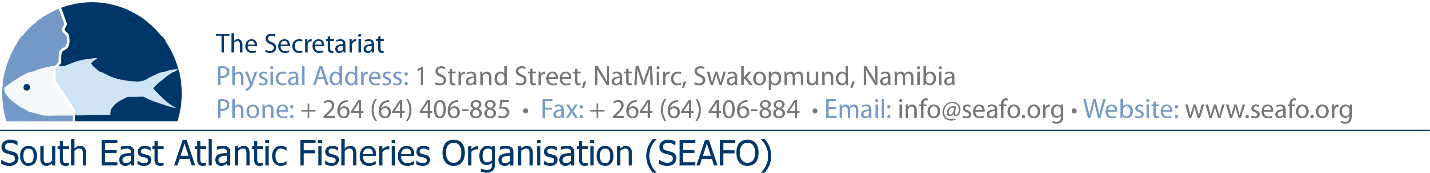 The Secretariat
Physical Address: 1 Strand Street, NatMirc, Swakopmund, Namibia
Phone: + 264 (64) 406-885 • Fax: + 264 (64) 406-884 • Email: info@seafo.org • Website: www.seafo.org
South East Atlantic Fisheries Organisation (SEAFO)